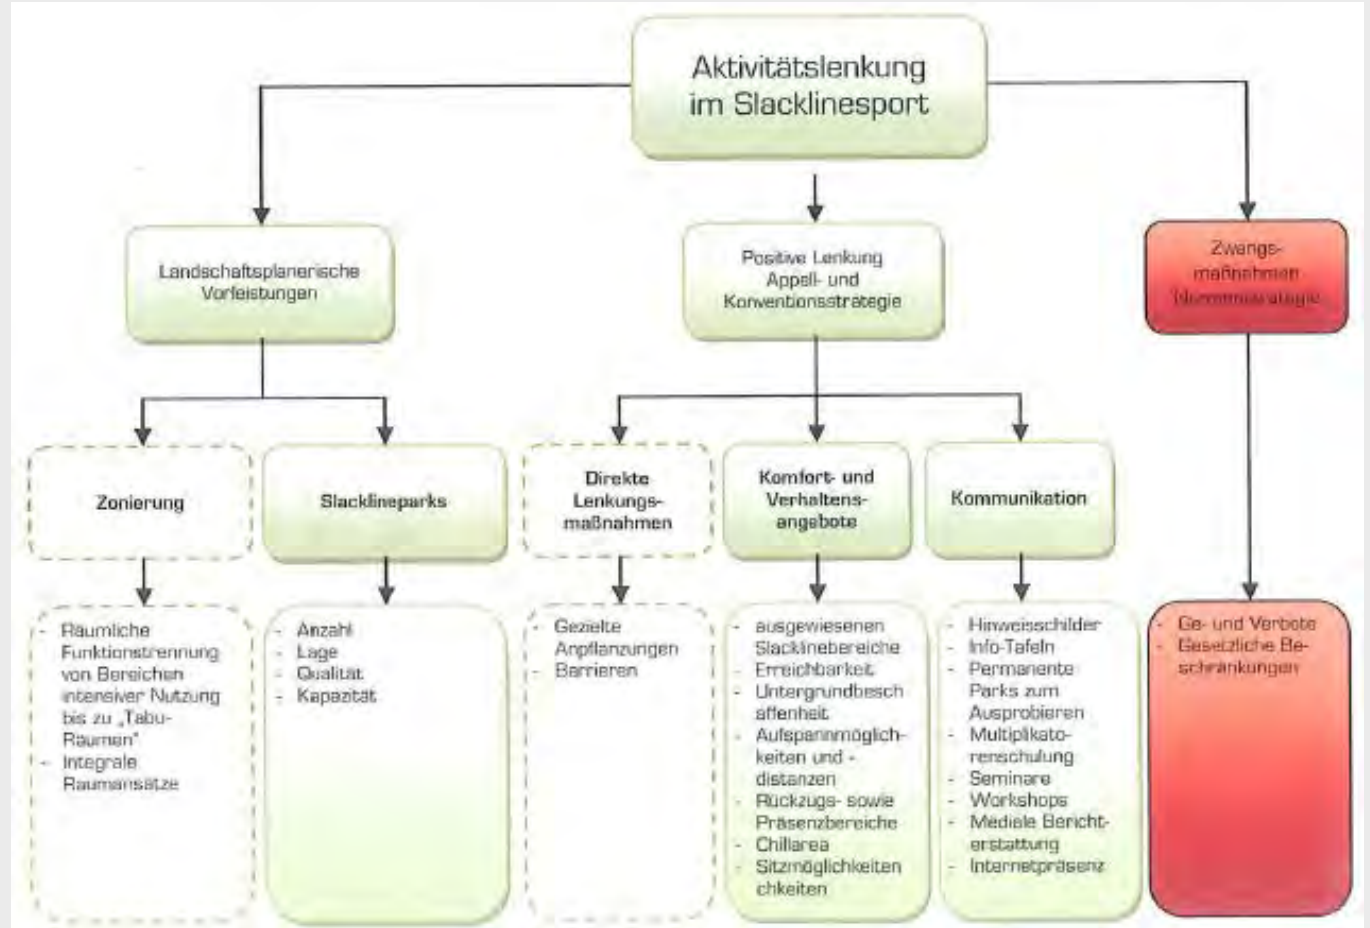 Aktivitätslenkung
im Slacklinesport
Landschaftsplanerische
Vorleistungen
Positive Lenkung
Appell- und
Konventionsstrategie
Zwangs-
maßnahmen
Normenstrategie
Zonierung
Slacklineparks
Direkte
Lenkungs-
maßnahmen
Komfort- und
Verhaltens-
angebote
Kommunikation
- Räumliche
Funktionstrennung
von Bereichen
intensiver Nutzung
bis zu „Tabu-
Räumen"
- Integrale
Raumansätze
- Anzahl
- Lage
- Qualität
- Kapazität
- Gezielte
Anpflanzungen
- Barrieren
- ausgewiesenen
Slacklinebereiche
- Erreichbarkeit
- Untergrundbesch
affenheit
- Aufspannmöglich-
keiten und -
distanzen
- Rückzugs- sowie
Präsenzbereiche
- Chillarea
- Sitzmöglichkeiten
chkeiten
- Hinweisschilder
- Info-Tafeln
- Permanente
Parks zum
Ausprobieren
- Multiplikato-
renschulung
- Seminare
- Workshops
- Mediale Bericht-
erstattung
- Internetpräsenz
- Ge- und Verbote
- Gesetzliche Be-
schränkungen